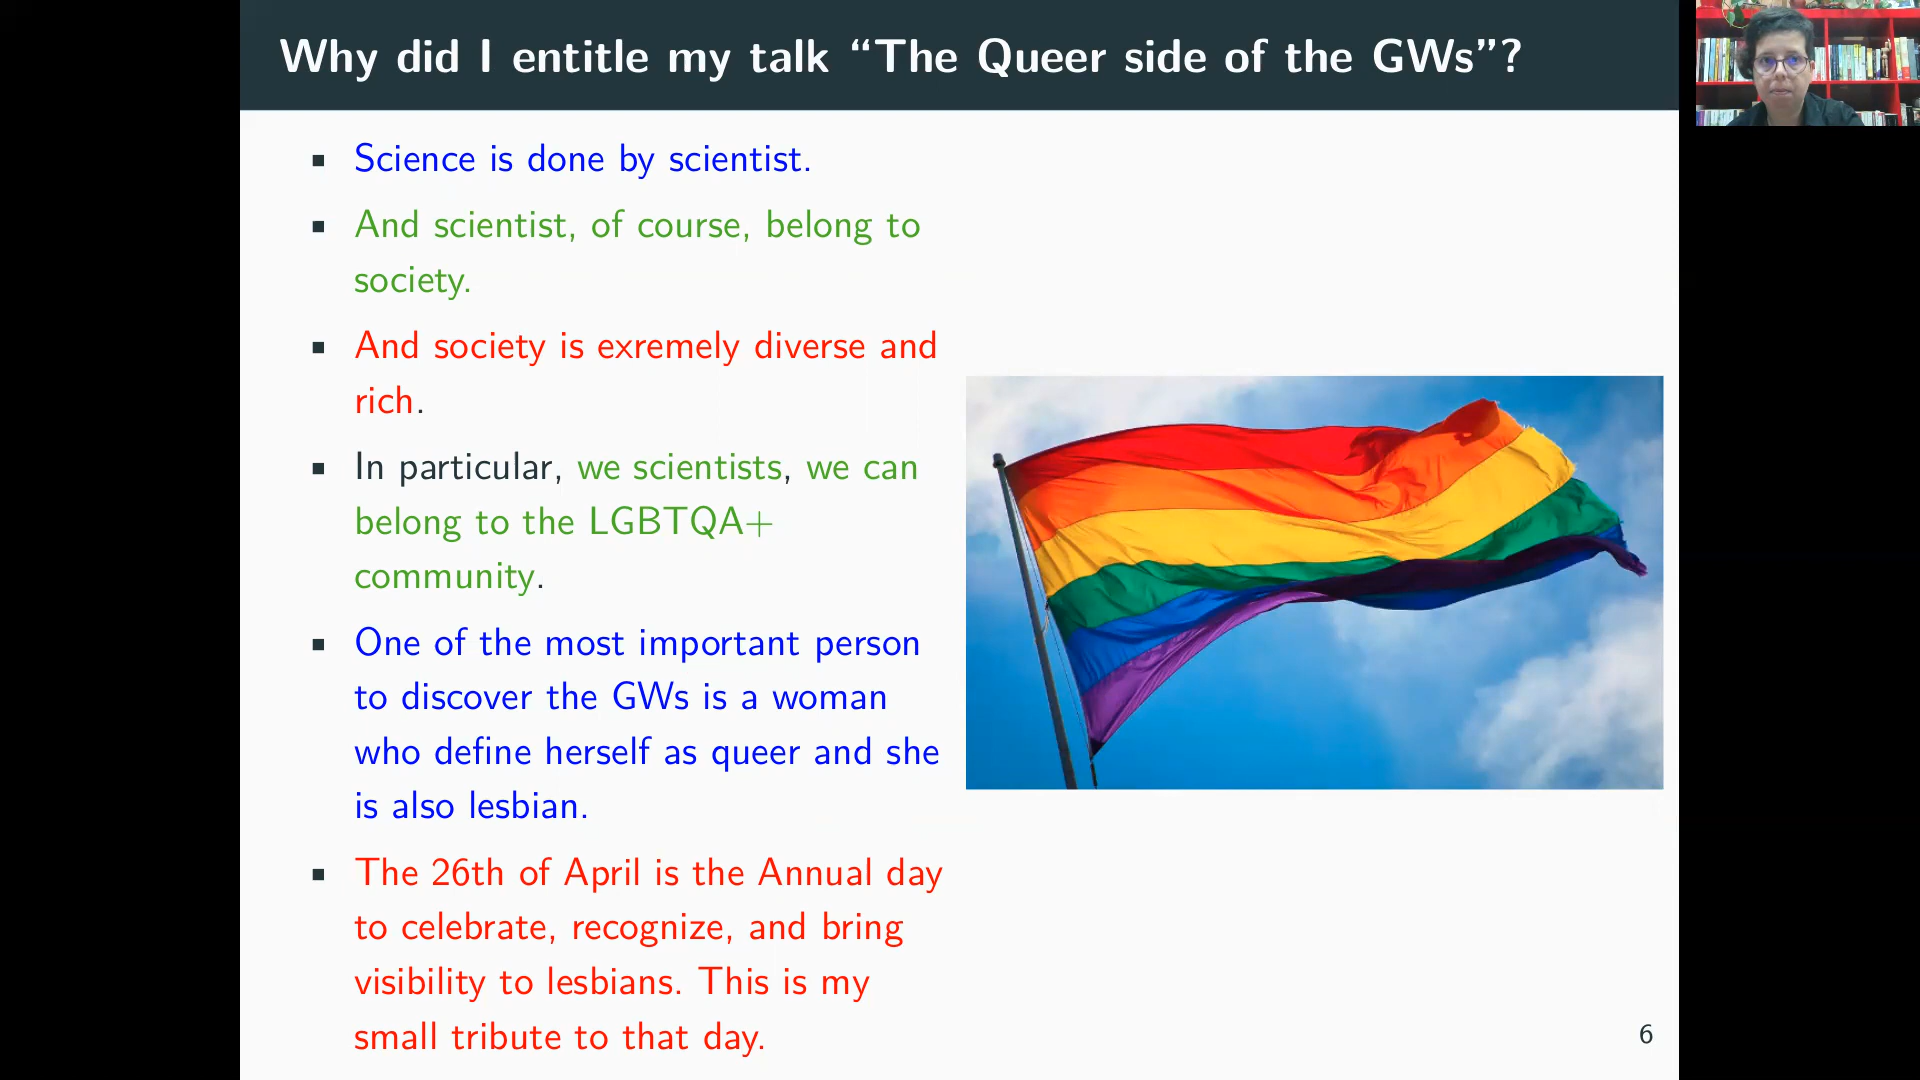 Why did I entitle my talk “The Queer side of the GWs”?
▪ Science is done by scientist.
▪ And scientist, of course, belong to
society.
▪ And society is exremely diverse and
rich.
▪ In particular, we scientists, we can
belong to the LGBTQA+
community.
▪ One of the most important person
to discover the GWs is a woman
who define herself as queer and she
is also lesbian.
▪ The 26th of April is the Annual day
to celebrate, recognize, and bring
visibility to lesbians. This is my
small tribute to that day.
6